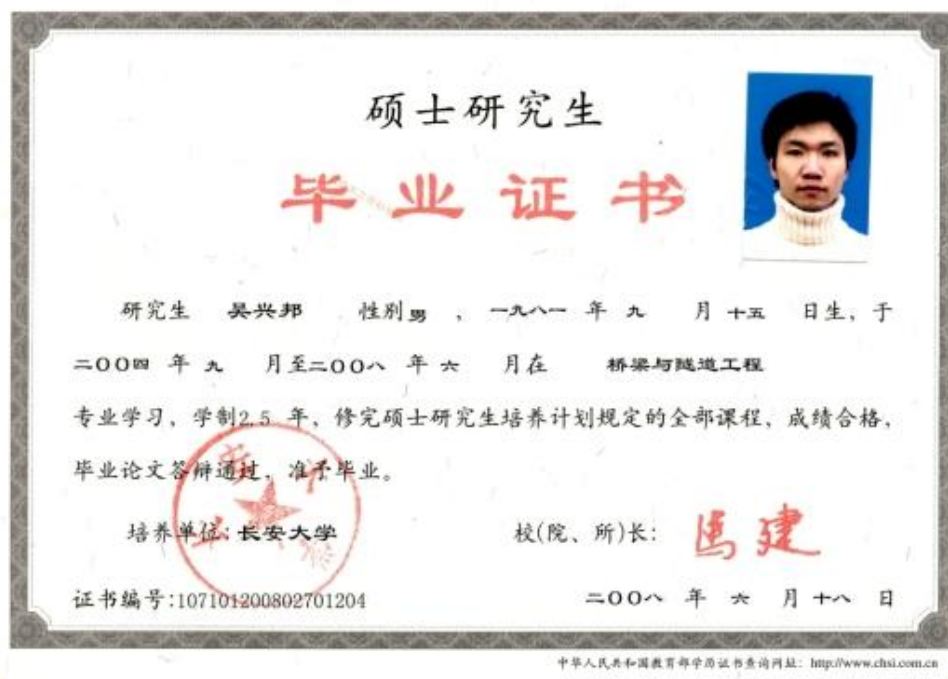 硕士研究生
毕业证书
研究生 吴兴邦 性别男 ，一九八一 年 九 月 十五 日生，于
二〇〇四 年 九 月至二〇〇八 年 六 月在 桥梁与隧道工程
专业学习，学制2.5 年，修完硕士研究生培养计划规定的全部课程，成绩合格，
毕业论文答辩通过，准予毕业。
培养单位：长安大学 校(院、所)长： 马建
证书编号:107101200802701204 二〇〇八 年 六 月 十八 日
中华人民共和国教育部学历证书查询网址：http://www.chsi.com.cn